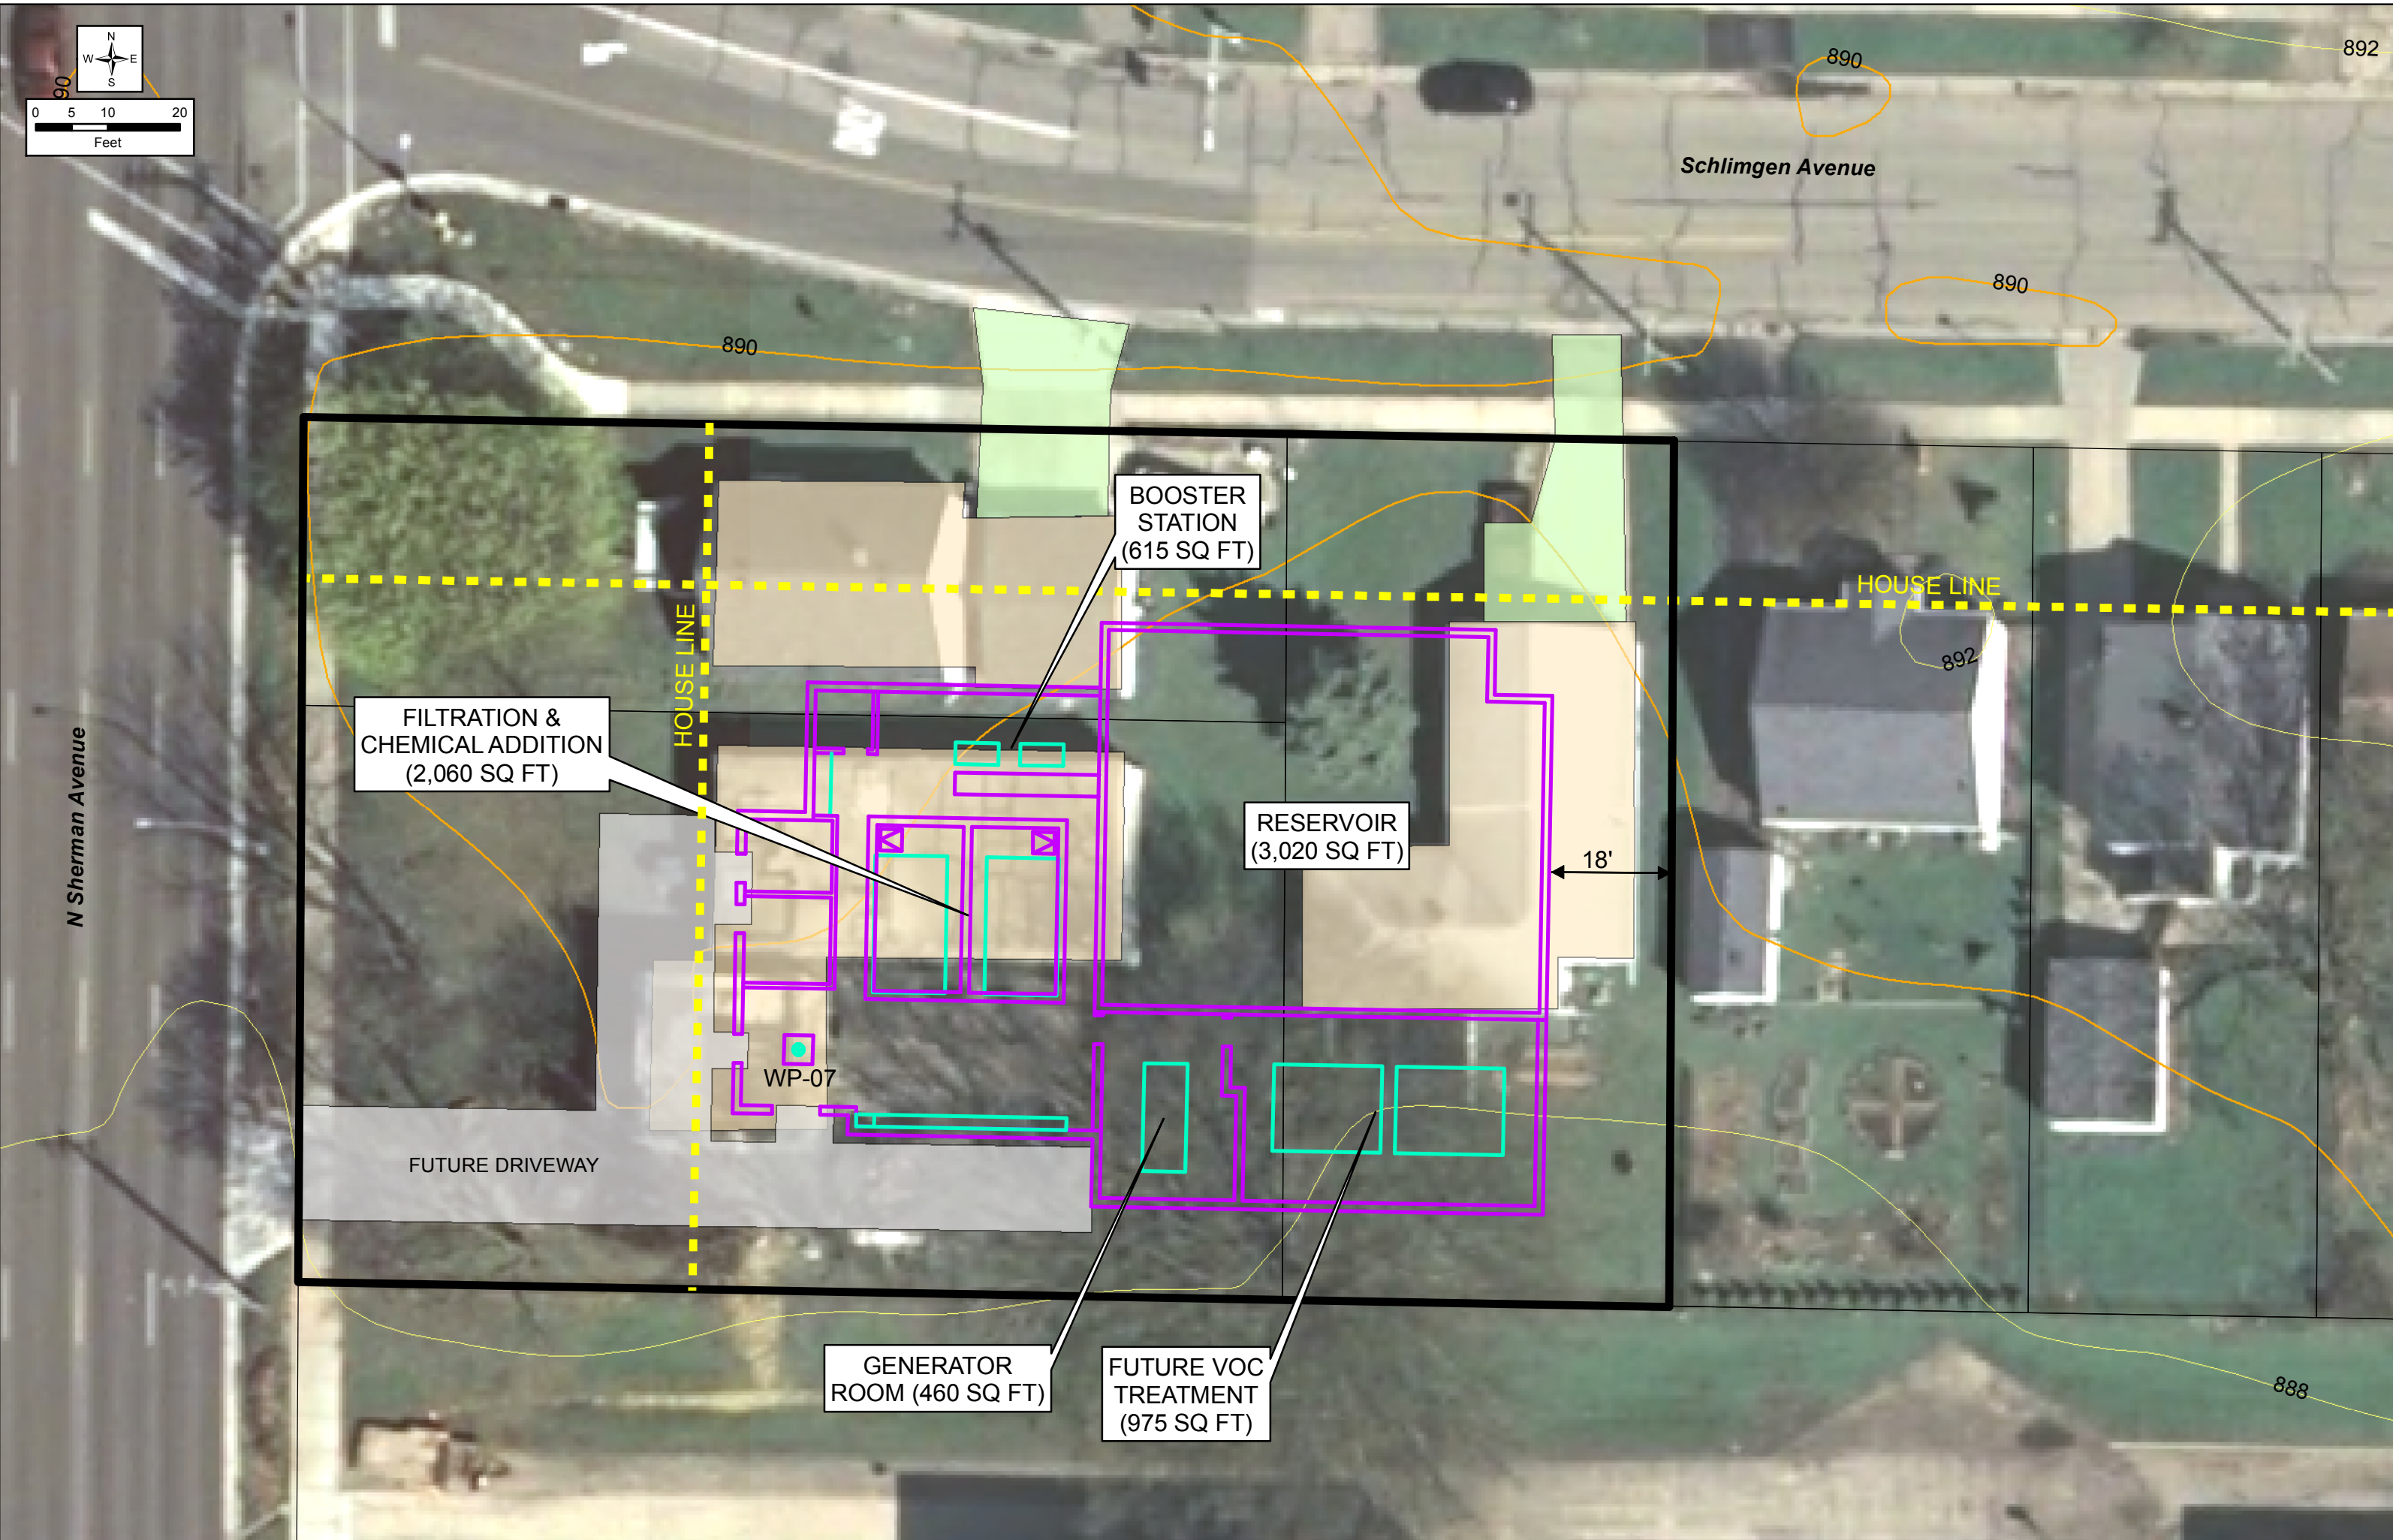 N
W E
S
0 5 10 20
Feet
90
890
892
Schlimgen Avenue
890
890
BOOSTER
STATION
(615 SQ FT)
HOUSE LINE
HOUSE LINE
892
FILTRATION &
CHEMICAL ADDITION
(2,060 SQ FT)
N Sherman Avenue
RESERVOIR
(3,020 SQ FT)
18'
WP-07
FUTURE DRIVEWAY
GENERATOR
ROOM (460 SQ FT)
FUTURE VOC
TREATMENT
(975 SQ FT)
888